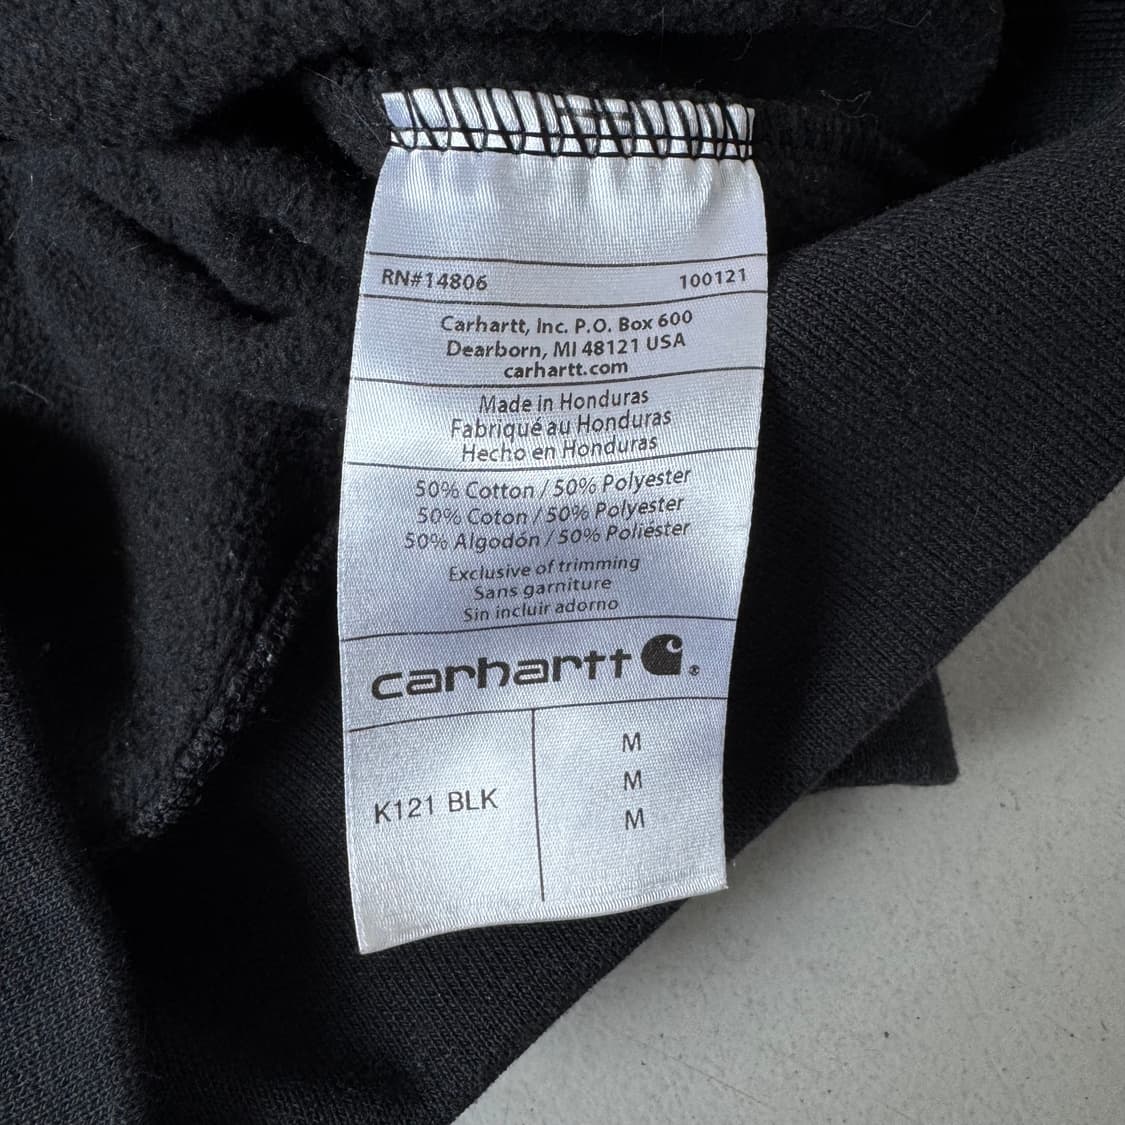 RN#14806 100121
Carhartt, Inc. P.O. Box 600
Dearborn, MI 48121 USA
carhartt.com
Made in Honduras
Fabriqué au Honduras
Hecho en Honduras
50% Cotton / 50% Polyester
50% Coton / 50% Polyester
50% Algodón / 50% Poliéster
Exclusive of trimming
Sans garniture
Sin incluir adorno
carhartt ®
K121 BLK
M
M
M